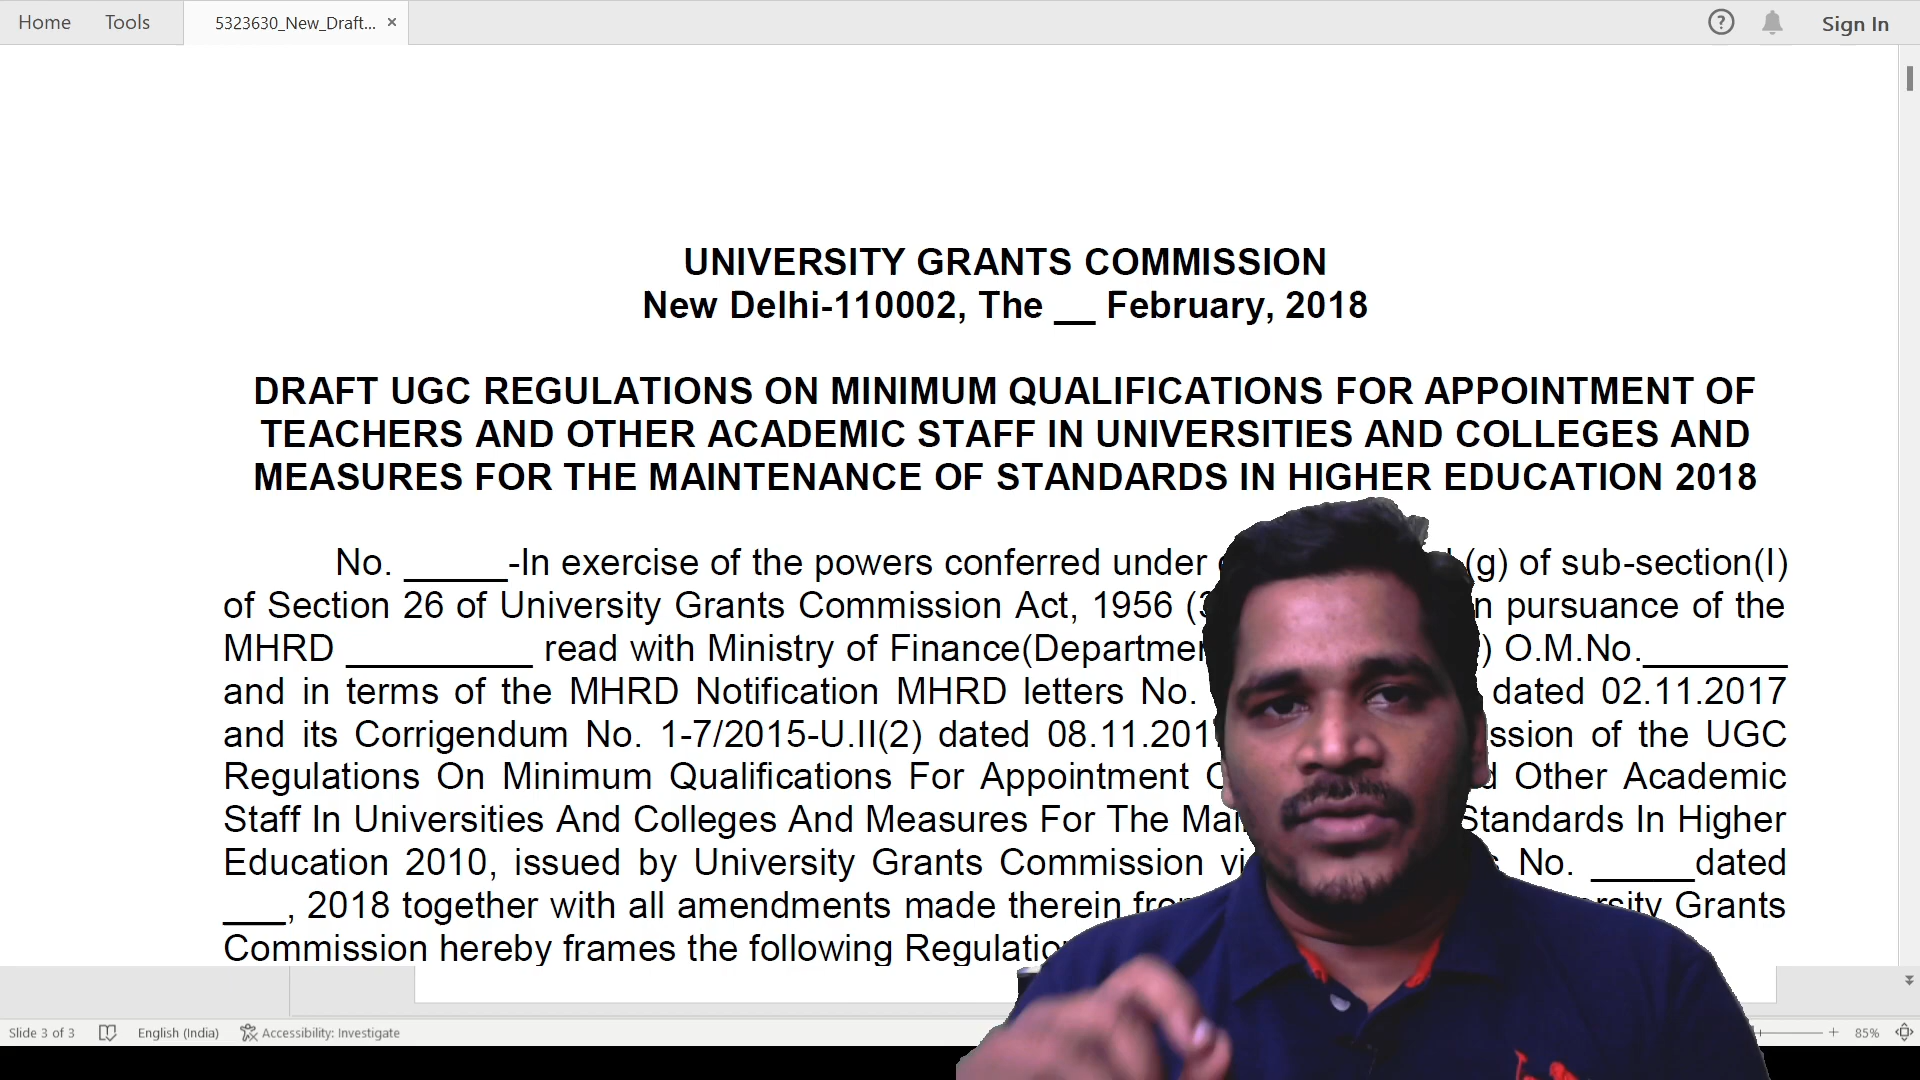 Home Tools 5323630_New_Draft... × ? Sign In
UNIVERSITY GRANTS COMMISSION
New Delhi-110002, The __ February, 2018
DRAFT UGC REGULATIONS ON MINIMUM QUALIFICATIONS FOR APPOINTMENT OF
TEACHERS AND OTHER ACADEMIC STAFF IN UNIVERSITIES AND COLLEGES AND
MEASURES FOR THE MAINTENANCE OF STANDARDS IN HIGHER EDUCATION 2018
No. _____-In exercise of the powers conferred under (g) of sub-section(I)
of Section 26 of University Grants Commission Act, 1956 pursuance of the
MHRD _________ read with Ministry of Finance( O.M.No._______
and in terms of the MHRD Notification MHRD letters No. dated 02.11.2017
and its Corrigendum No. 1-7/2015-U.II(2) dated of the UGC
Regulations On Minimum Qualifications For Appointment Other Academic
Staff In Universities And Colleges And Measures For The Standards In Higher
Education 2010, issued by University Grants Commission No. _____dated
___, 2018 together with all amendments made therein Grants
Commission hereby frames the following
Slide 3 of 3 English (India) Accessibility: Investigate + 85%